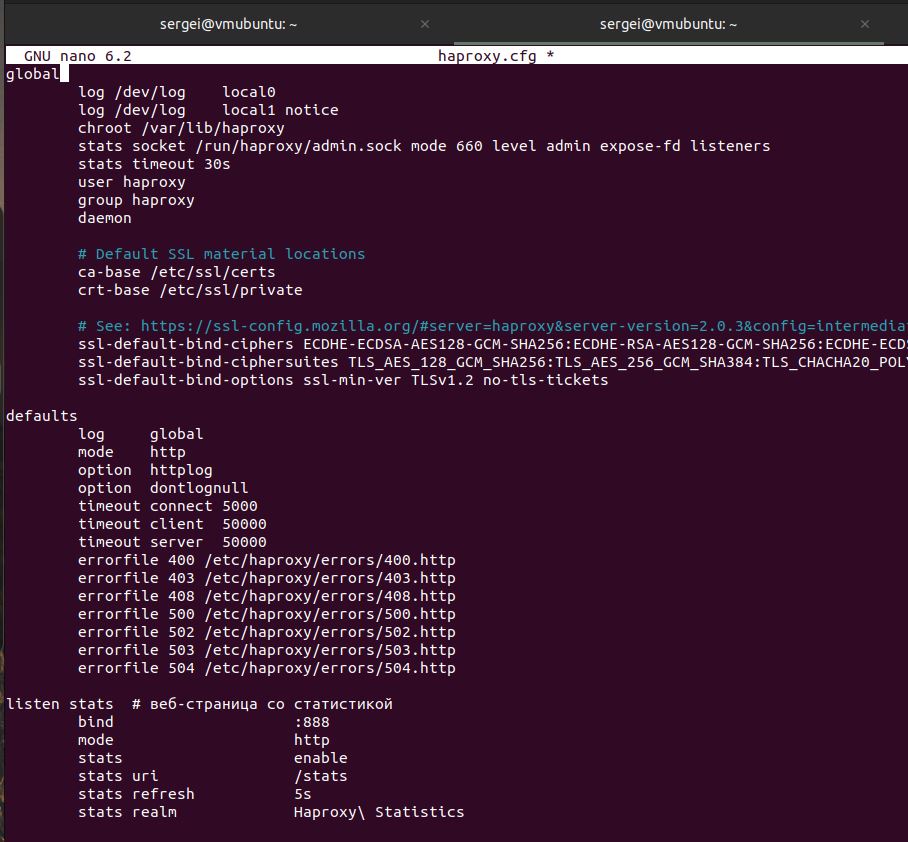 sergei@vmubuntu: ~ × sergei@vmubuntu: ~ ×
GNU nano 6.2 haproxy.cfg *
global
log /dev/log local0
log /dev/log local1 notice
chroot /var/lib/haproxy
stats socket /run/haproxy/admin.sock mode 660 level admin expose-fd listeners
stats timeout 30s
user haproxy
group haproxy
daemon
# Default SSL material locations
ca-base /etc/ssl/certs
crt-base /etc/ssl/private
# See: https://ssl-config.mozilla.org/#server=haproxy&server-version=2.0.3&config=intermedia
ssl-default-bind-ciphers ECDHE-ECDSA-AES128-GCM-SHA256:ECDHE-RSA-AES128-GCM-SHA256:ECDHE-ECD
ssl-default-bind-ciphersuites TLS_AES_128_GCM_SHA256:TLS_AES_256_GCM_SHA384:TLS_CHACHA20_POL
ssl-default-bind-options ssl-min-ver TLSv1.2 no-tls-tickets
defaults
log global
mode http
option httplog
option dontlognull
timeout connect 5000
timeout client 50000
timeout server 50000
errorfile 400 /etc/haproxy/errors/400.http
errorfile 403 /etc/haproxy/errors/403.http
errorfile 408 /etc/haproxy/errors/408.http
errorfile 500 /etc/haproxy/errors/500.http
errorfile 502 /etc/haproxy/errors/502.http
errorfile 503 /etc/haproxy/errors/503.http
errorfile 504 /etc/haproxy/errors/504.http
listen stats # веб-страница со статистикой
bind :888
mode http
stats enable
stats uri /stats
stats refresh 5s
stats realm Haproxy\ Statistics